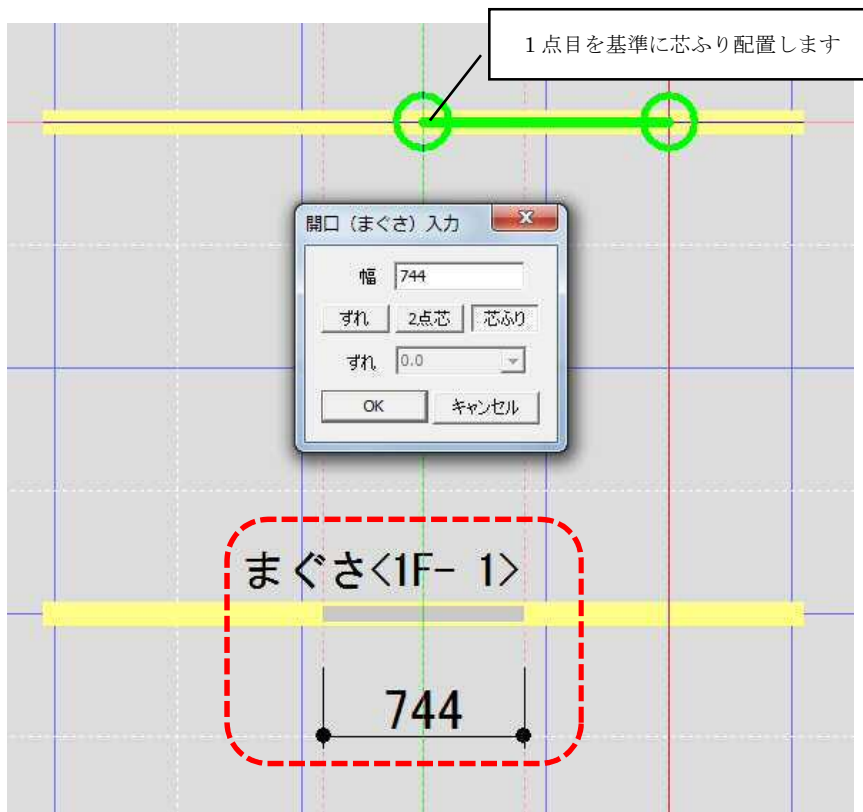 1点目を基準に芯ふり配置します
開口（まぐさ）入力
幅 744
ずれ 2点芯 芯ふり
ずれ 0.0
OK キャンセル
まぐさ<1F- 1>
744